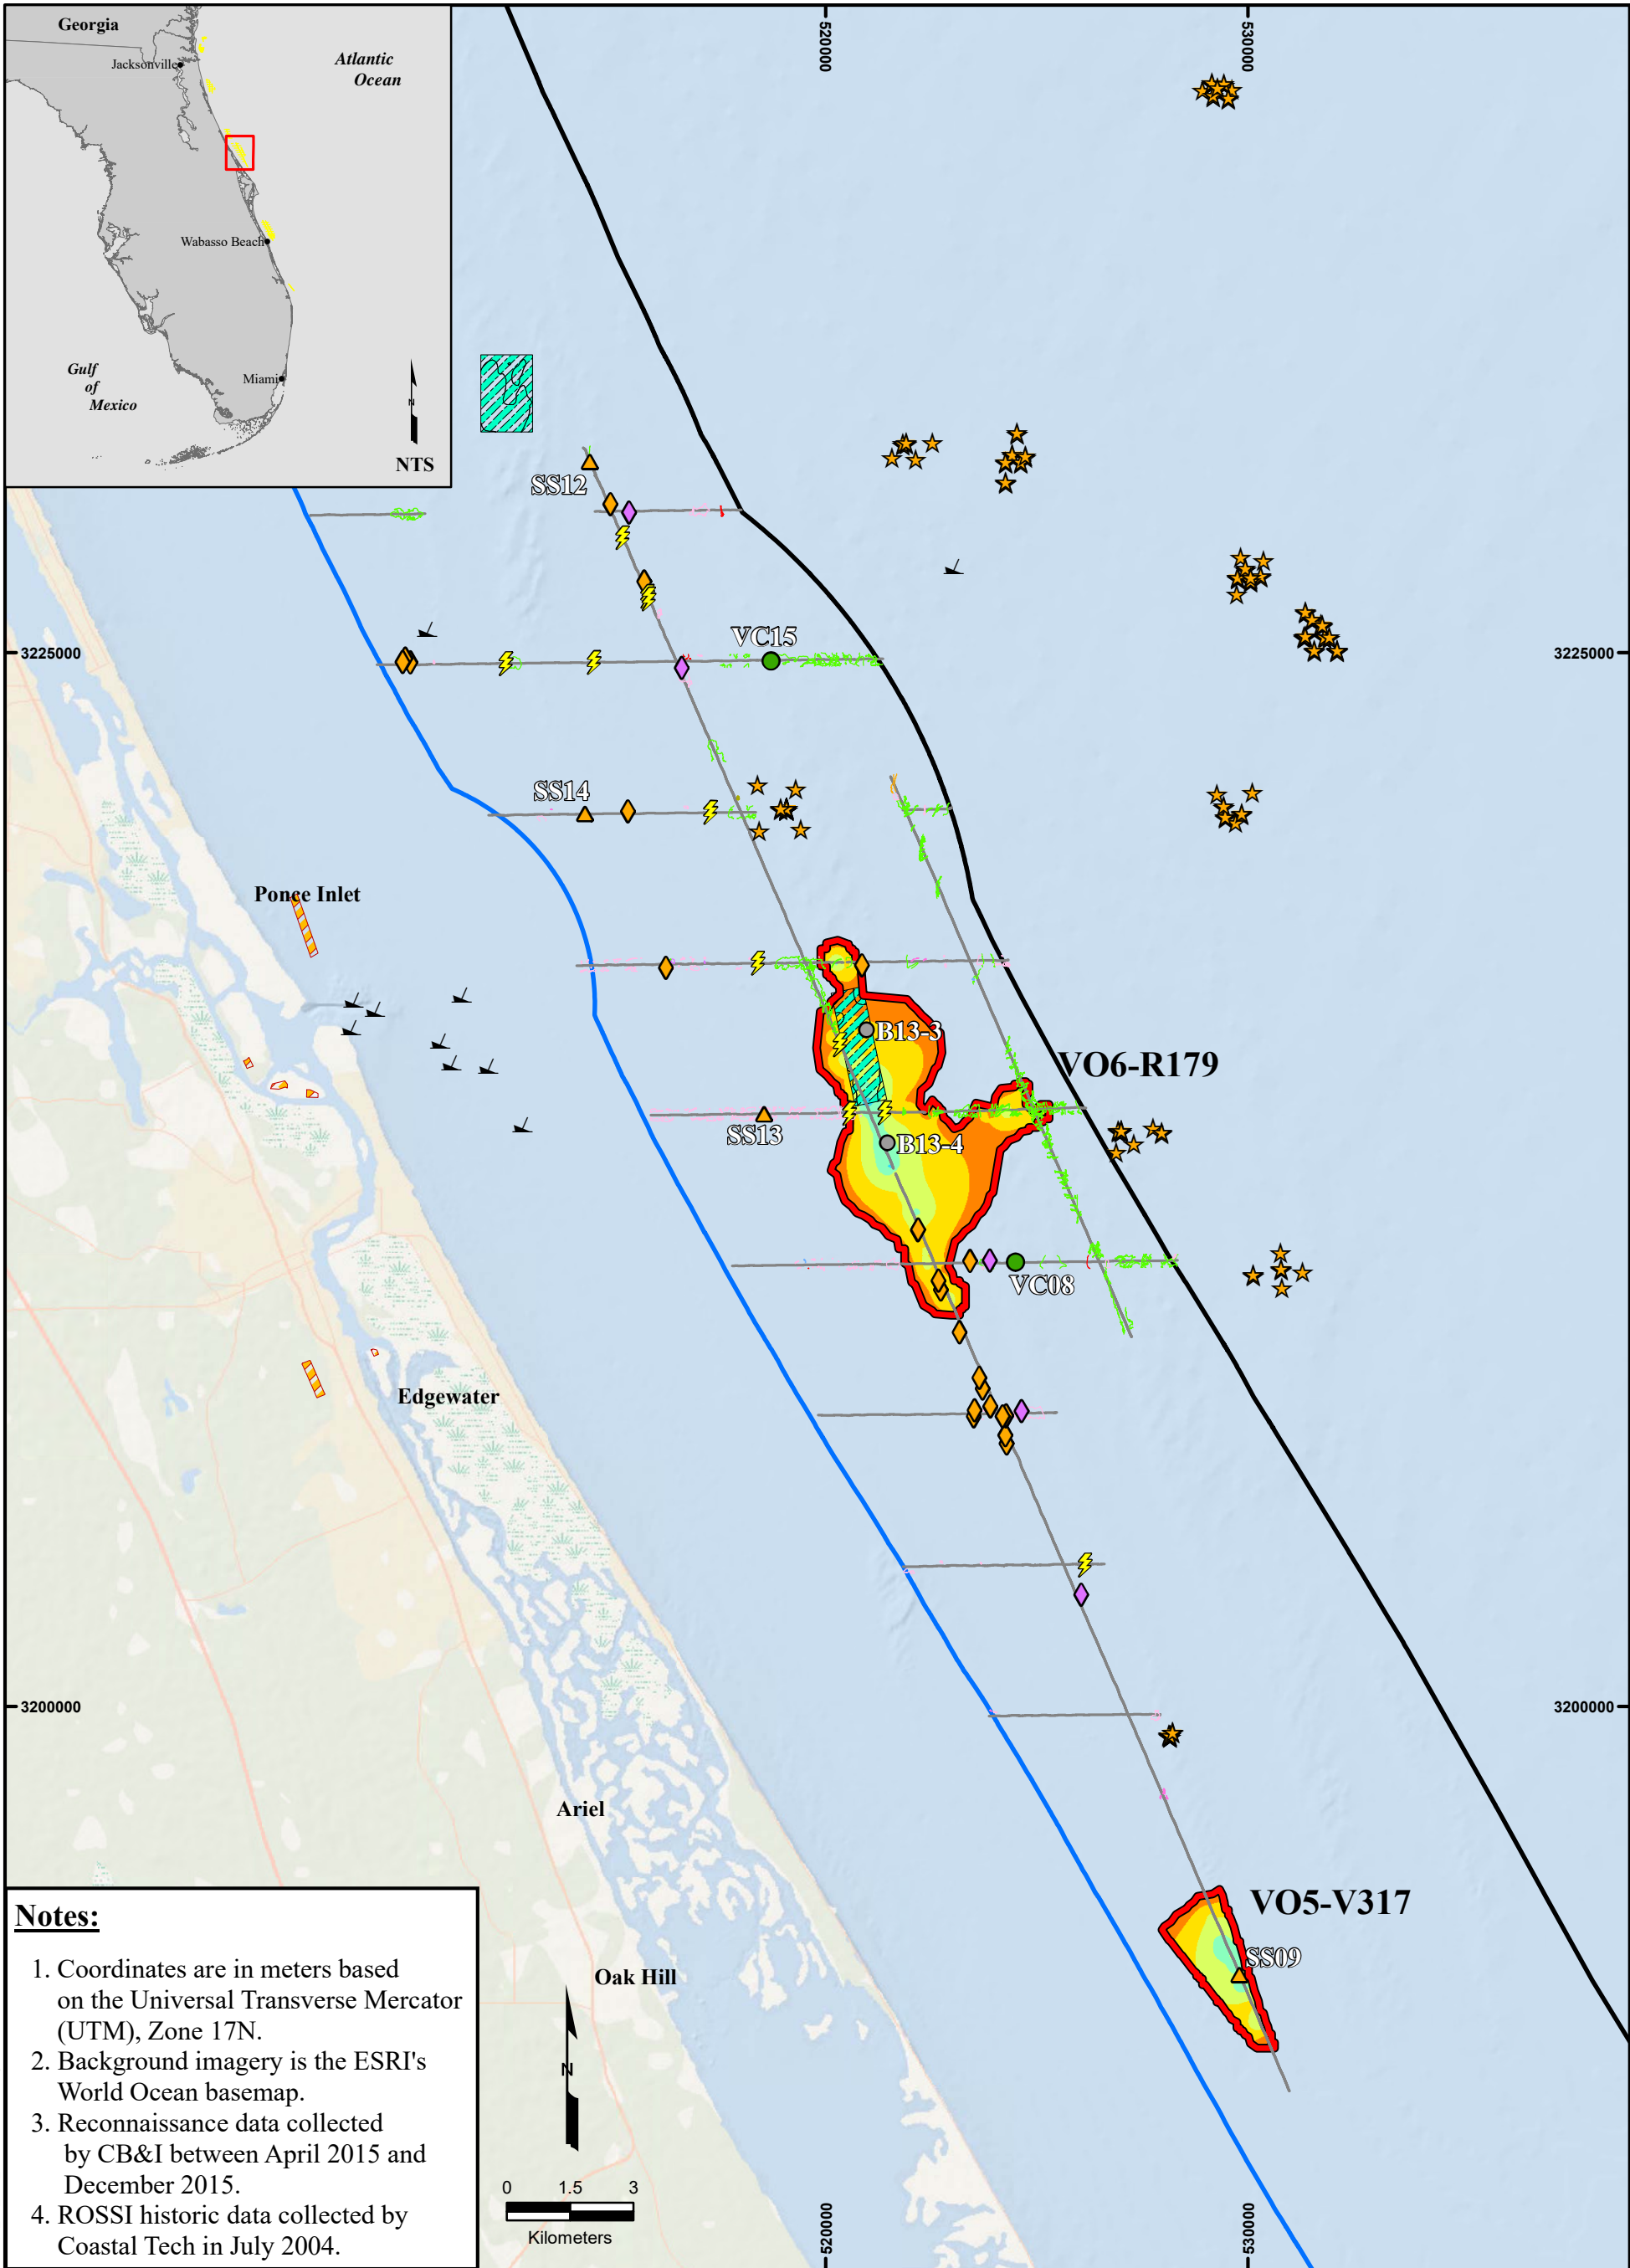 Georgia
Jacksonville
Atlantic
Ocean
Wabasso Beach
Gulf
of
Mexico
Miami
N
NTS
520000
530000
SS12
VC15
3225000
3225000
SS14
Ponce Inlet
B13-3
VO6-R179
SS13
B13-4
VC08
Edgewater
3200000
3200000
Ariel
VO5-V317
SS09
Oak Hill
N
0 1.5 3
Kilometers
520000
530000
Notes:
1. Coordinates are in meters based
on the Universal Transverse Mercator
(UTM), Zone 17N.
2. Background imagery is the ESRI's
World Ocean basemap.
3. Reconnaissance data collected
by CB&I between April 2015 and
December 2015.
4. ROSSI historic data collected by
Coastal Tech in July 2004.